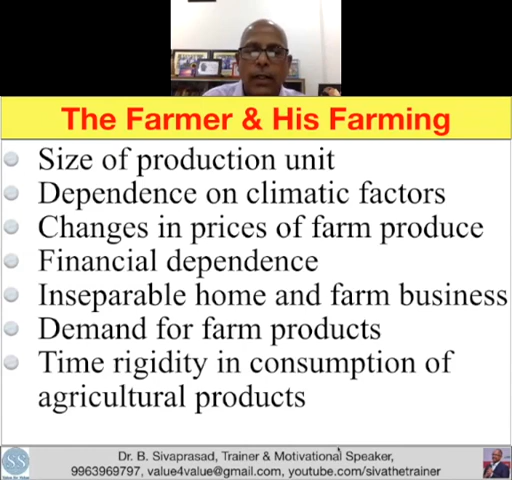 The Farmer & His Farming
Size of production unit
Dependence on climatic factors
Changes in prices of farm produce
Financial dependence
Inseparable home and farm business
Demand for farm products
Time rigidity in consumption of
agricultural products
SS
Dr. B. Sivaprasad, Trainer & Motivational Speaker,
9963969797, value4value@gmail.com, youtube.com/sivathetrainer